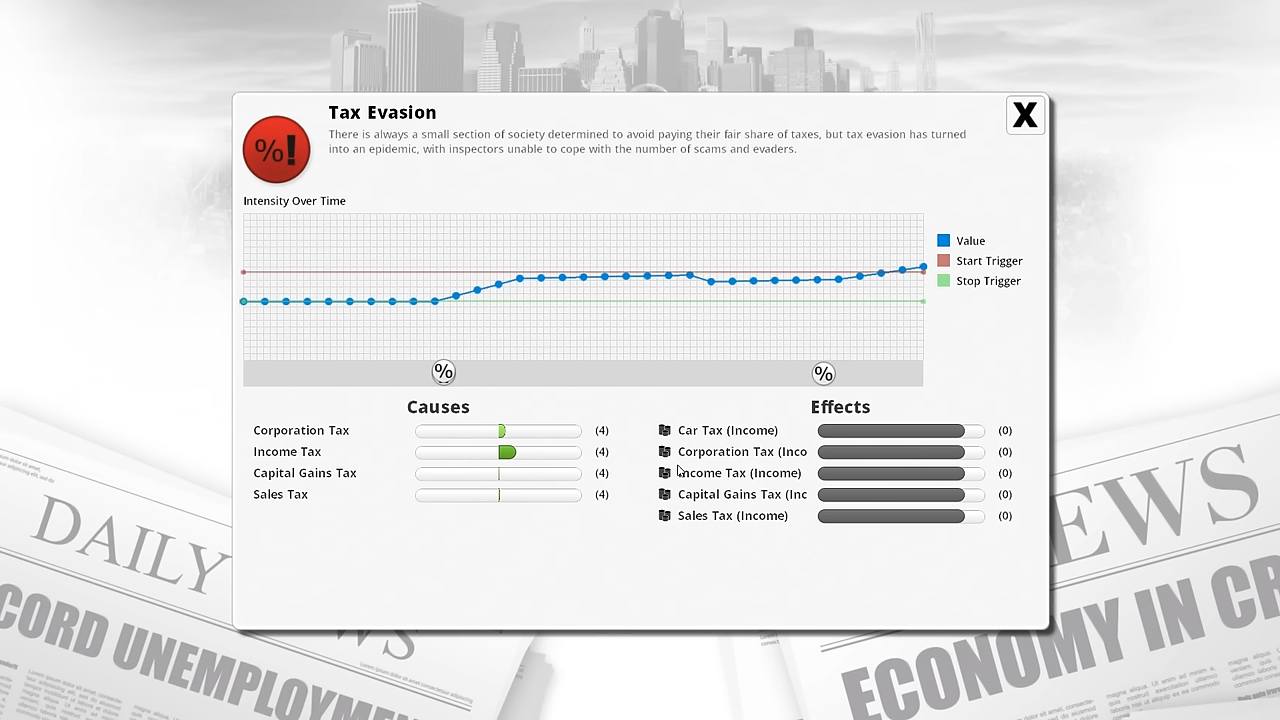 Tax Evasion
X
%!
There is always a small section of society determined to avoid paying their fair share of taxes, but tax evasion has turned
into an epidemic, with inspectors unable to cope with the number of scams and evaders.
Intensity Over Time
Value
Start Trigger
Stop Trigger
% %
Causes
Corporation Tax (4)
Income Tax (4)
Capital Gains Tax (4)
Sales Tax (4)
Effects
Car Tax (Income) (0)
Corporation Tax (Inco (0)
Income Tax (Income) (0)
Capital Gains Tax (Inc (0)
Sales Tax (Income) (0)
DAILY
WS
CORD UNEMPLOYME
EWS
ECONOMY IN CR